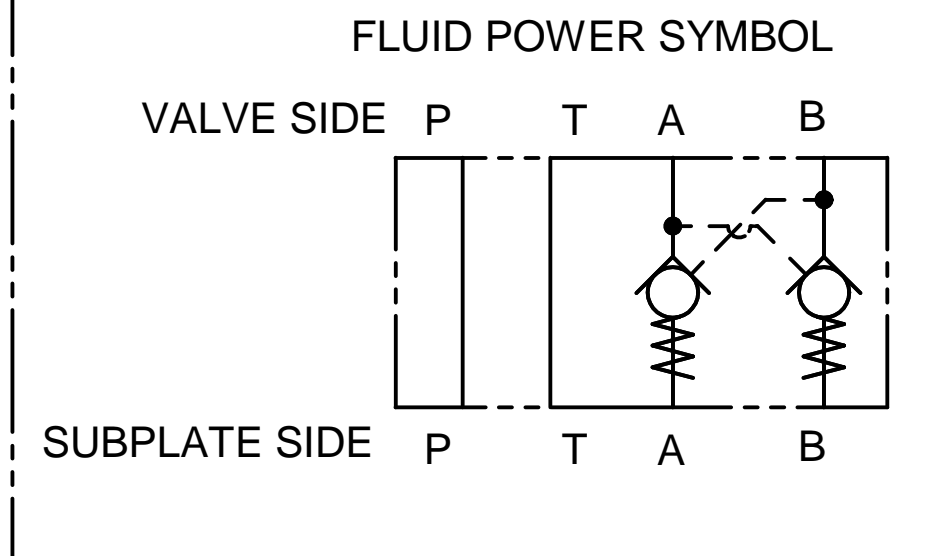 FLUID POWER SYMBOL
VALVE SIDE P T A B
SUBPLATE SIDE P T A B